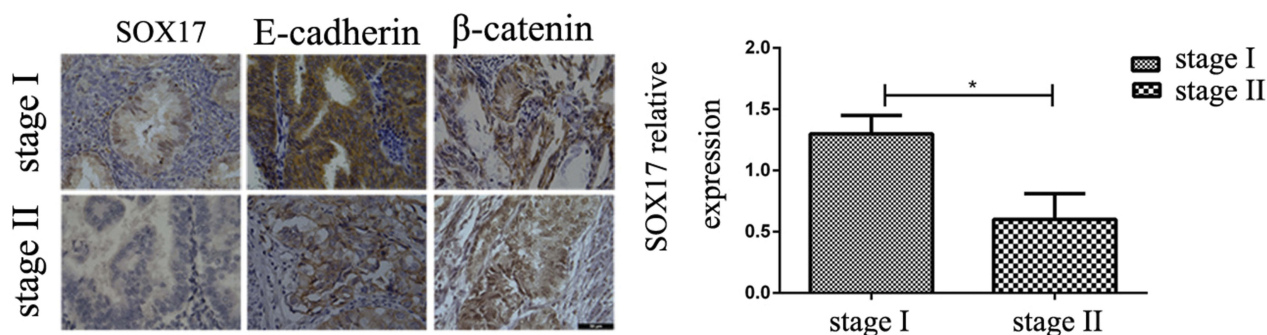 SOX17
E-cadherin
β-catenin
stage I
stage II
SOX17 relative
expression
2.0
1.5
1.0
0.5
0.0
*
stage I
stage II
stage I
stage II